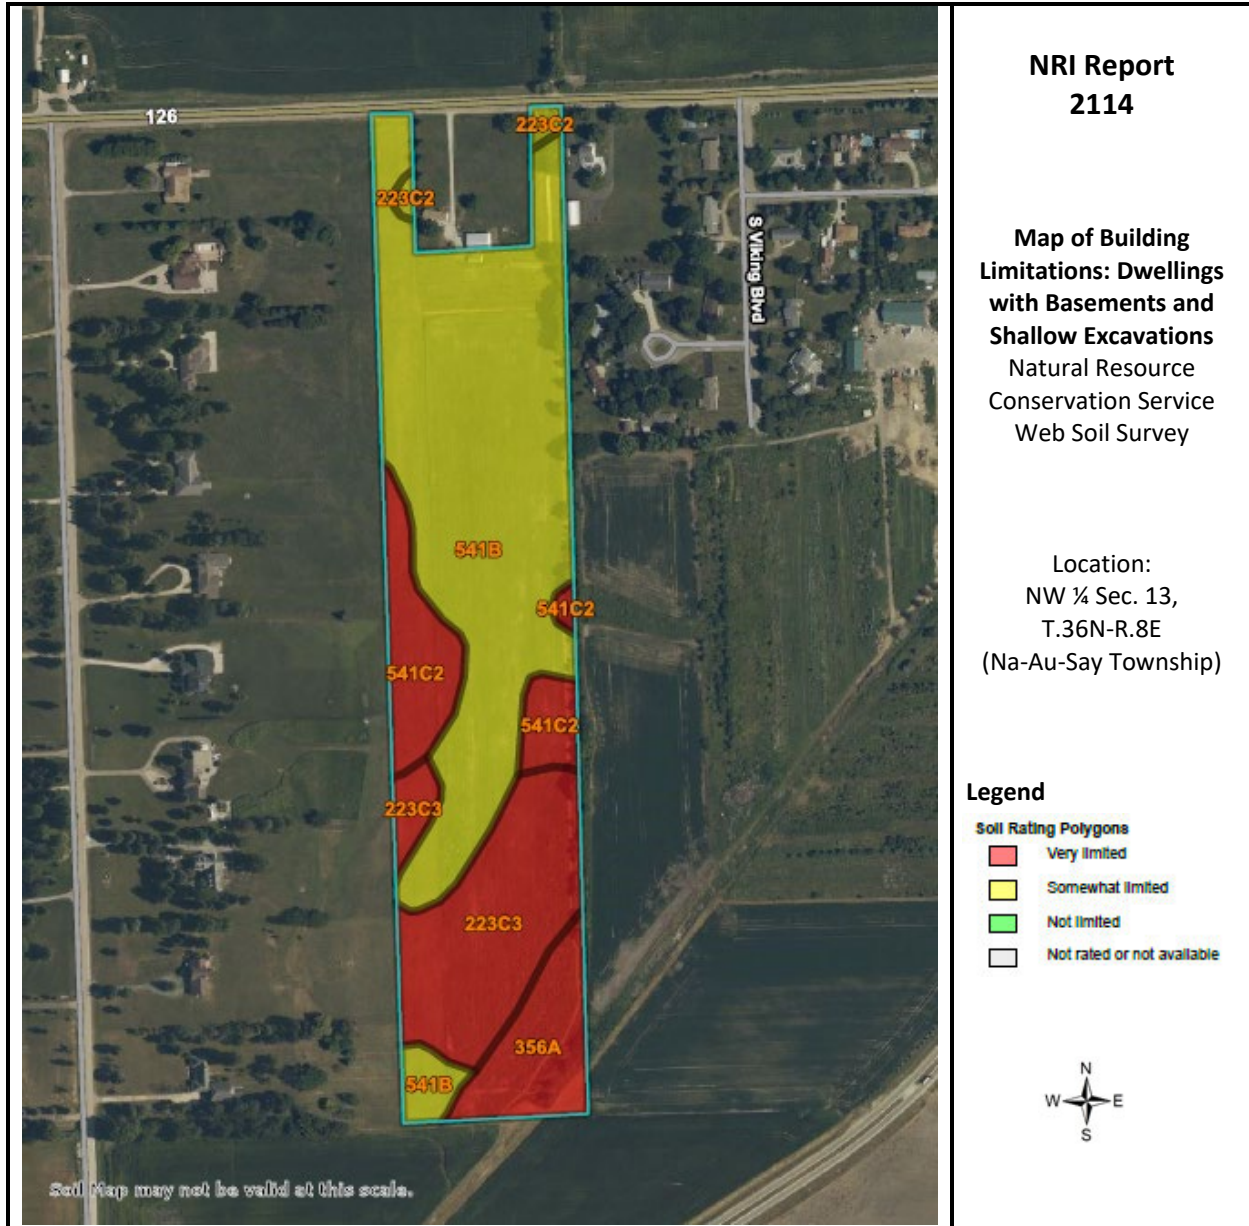 126
223C2
223C2
S Viking Blvd
541B
541C2
541C2
541C2
223C3
223C3
356A
541B
Soil Map may not be valid at this scale.
NRI Report
2114
Map of Building
Limitations: Dwellings
with Basements and
Shallow Excavations
Natural Resource
Conservation Service
Web Soil Survey
Location:
NW ¼ Sec. 13,
T.36N-R.8E
(Na-Au-Say Township)
Legend
Soil Rating Polygons
Very limited
Somewhat limited
Not limited
Not rated or not available
N
W E
S